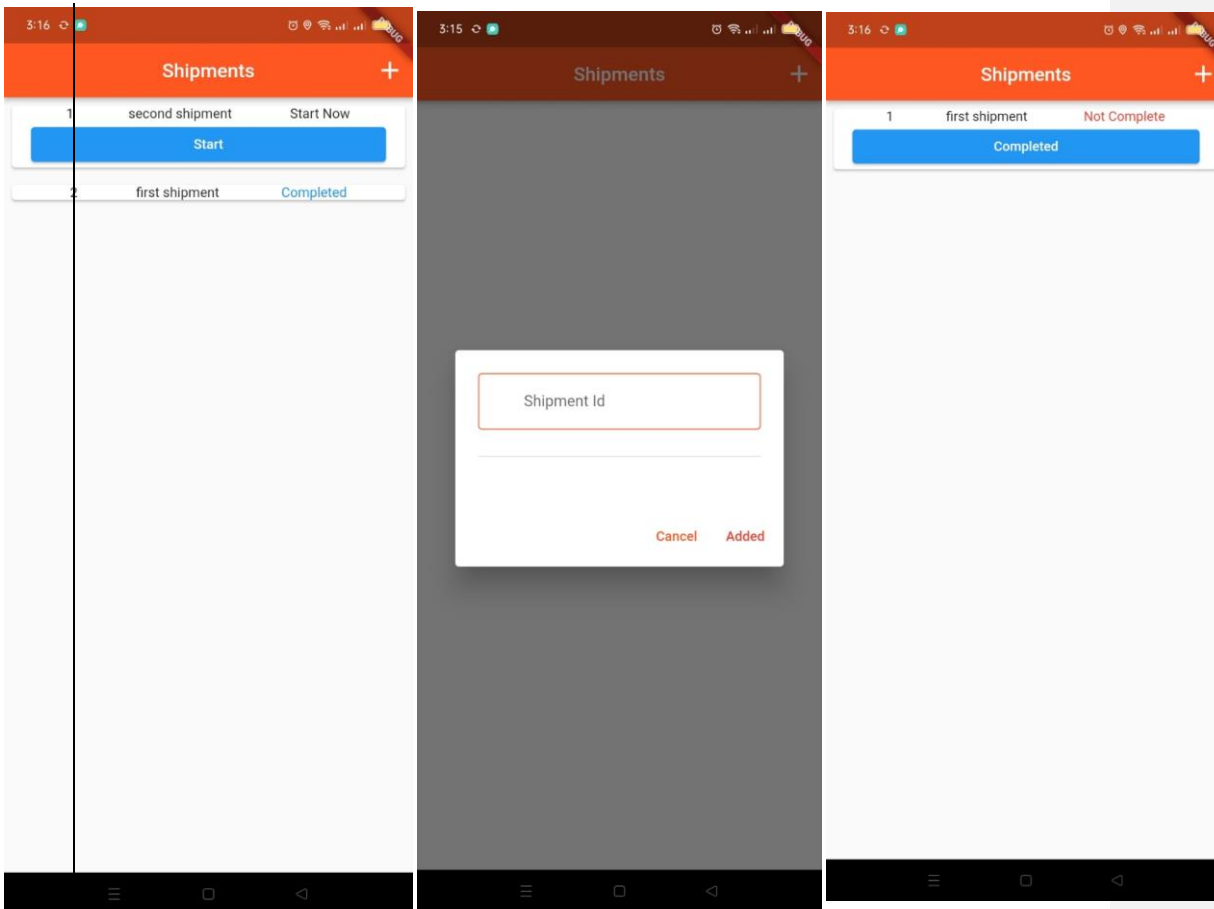 3:16
Shipments +
1 second shipment Start Now
Start
2 first shipment Completed
3:15
Shipments +
Shipment Id
Cancel Added
3:16
Shipments +
1 first shipment Not Complete
Completed